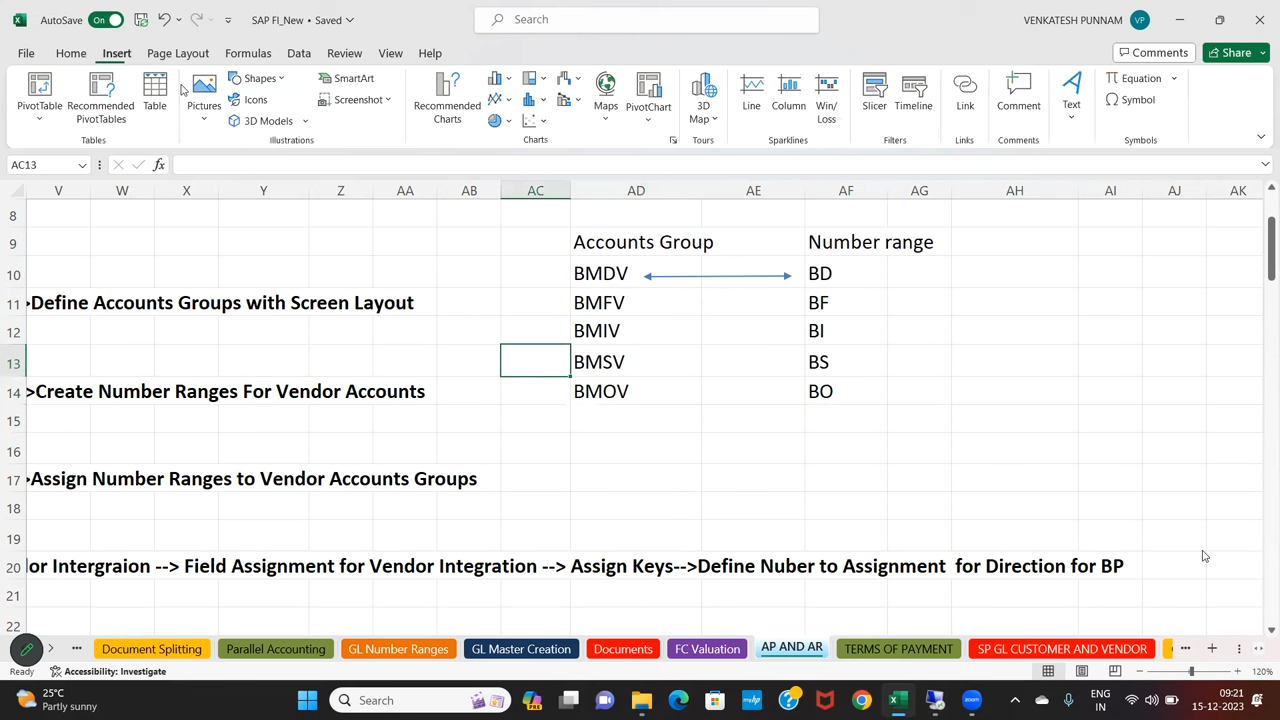 AutoSave On SAP FI_New • Saved Search VENKATESH PUNNAM VP
File Home Insert Page Layout Formulas Data Review View Help Comments Share
PivotTable Recommended PivotTables Table Pictures Shapes Icons 3D Models SmartArt Screenshot Recommended Charts Maps PivotChart 3D Map Line Column Win/Loss Slicer Timeline Link Comment Text Equation Symbol
Tables Illustrations Charts Tours Sparklines Filters Links Comments Symbols
AC13 fx
V W X Y Z AA AB AC AD AE AF AG AH AI AJ AK
8
9 Accounts Group Number range
10 BMDV BD
11 >Define Accounts Groups with Screen Layout BMFV BF
12 BMIV BI
13 BMSV BS
14 >Create Number Ranges For Vendor Accounts BMOV BO
15
16
17 >Assign Number Ranges to Vendor Accounts Groups
18
19
20 or Intergraion --> Field Assignment for Vendor Integration --> Assign Keys-->Define Nuber to Assignment for Direction for BP
21
22
Document Splitting Parallel Accounting GL Number Ranges GL Master Creation Documents FC Valuation AP AND AR TERMS OF PAYMENT SP GL CUSTOMER AND VENDOR
Ready Accessibility: Investigate 120%
25°C
Partly sunny
Search
ENG
IN
09:21
15-12-2023